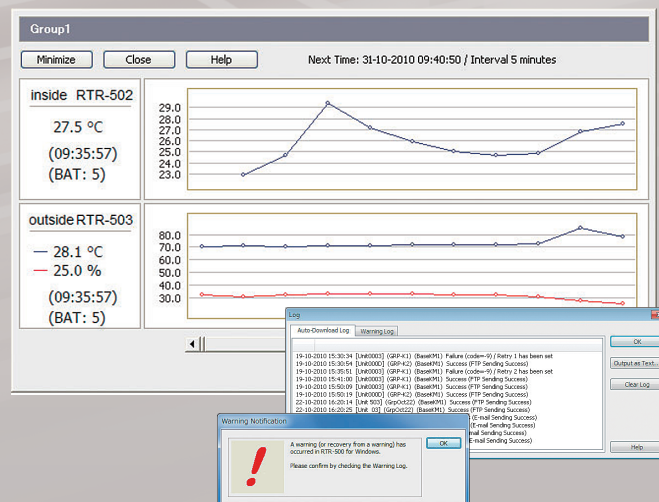 Group1
Minimize Close Help Next Time: 31-10-2010 09:40:50 / Interval 5 minutes
inside RTR-502
27.5 ºC
(09:35:57)
(BAT: 5)
29.0
28.0
27.0
26.0
25.0
24.0
23.0
outside RTR-503
28.1 ºC
25.0 %
(09:35:57)
(BAT: 5)
80.0
70.0
60.0
50.0
40.0
30.0
Log
Auto-Download Log Warning Log
19-10-2010 15:30:34 [Unit0003] (GRP-K1) (BaseKM1) Failure (code=-9) / Retry 1 has been set
19-10-2010 15:30:54 [Unit000D] (GRP-K2) (BaseKM1) Success (FTP Sending Success)
19-10-2010 15:35:51 [Unit0003] (GRP-K1) (BaseKM1) Failure (code=-9) / Retry 2 has been set
19-10-2010 15:41:00 [Unit0003] (GRP-K1) (BaseKM1) Success (FTP Sending Success)
19-10-2010 15:50:09 [Unit0003] (GRP-K1) (BaseKM1) Success (FTP Sending Success)
19-10-2010 15:50:19 [Unit000D] (GRP-K2) (BaseKM1) Success (FTP Sending Success)
22-10-2010 16:20:14 [Unit 503] (GrpOct22) (BaseKM1) Success (FTP Sending Success)
22-10-2010 16:20:25 [Unit 03] (GrpOct22) (BaseKM1) Success (E-mail Sending Success)
(E-mail Sending Success)
mail Sending Success)
mail Sending Success)
Sending Success)
OK
Output as Text...
Clear Log
Help
Warning Notification
A warning (or recovery from a warning) has
occurred in RTR-500 for Windows.
Please confirm by checking the Warning Log.
OK